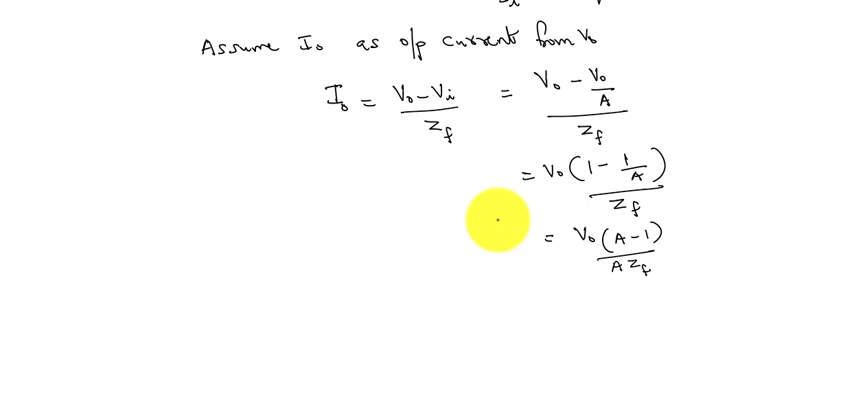 Assume I₀ as o/p current from V₀
I₀ = (V₀ − Vᵢ) / Z_f = (V₀ − V₀/A) / Z_f
= V₀ (1 − 1/A) / Z_f
= V₀ (A − 1) / A Z_f